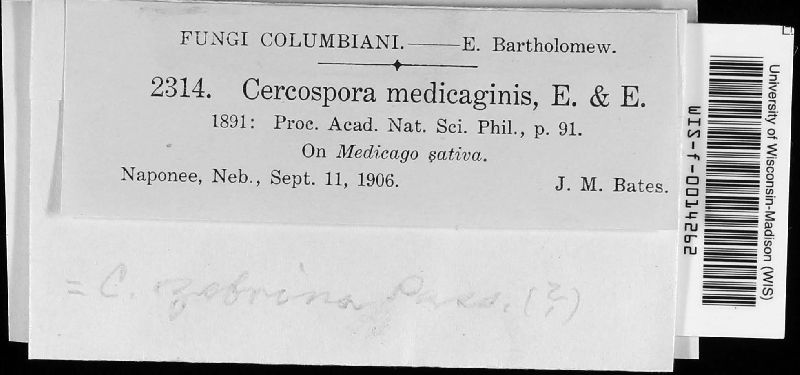 FUNGI COLUMBIANI.——E. Bartholomew.
2314. Cercospora medicaginis, E. & E.
1891: Proc. Acad. Nat. Sci. Phil., p. 91.
On Medicago sativa.
Naponee, Neb., Sept. 11, 1906. J. M. Bates.
= C. zebrina Pass. (?)
University of Wisconsin-Madison (WIS)
WIS-f-0014262